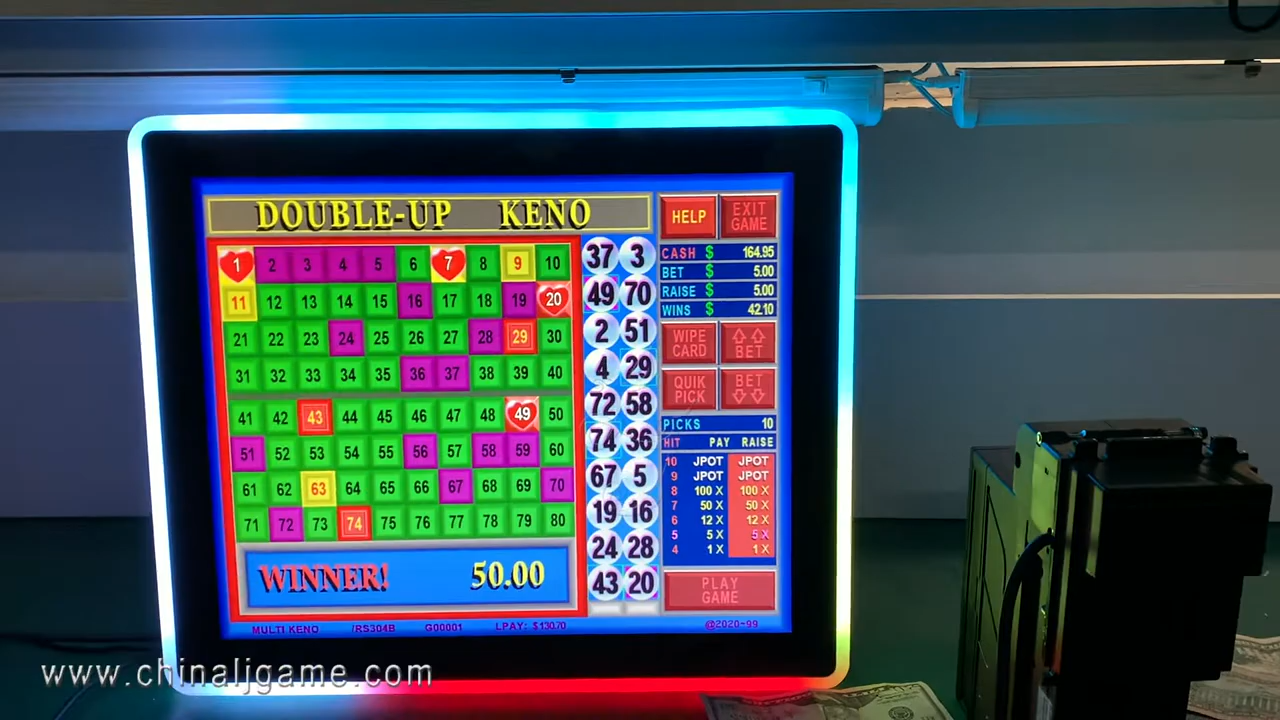 DOUBLE-UP KENO
HELP
EXIT GAME
1 2 3 4 5 6 7 8 9 10
11 12 13 14 15 16 17 18 19 20
21 22 23 24 25 26 27 28 29 30
31 32 33 34 35 36 37 38 39 40
41 42 43 44 45 46 47 48 49 50
51 52 53 54 55 56 57 58 59 60
61 62 63 64 65 66 67 68 69 70
71 72 73 74 75 76 77 78 79 80
WINNER! 50.00
37 3
49 70
2 51
4 29
72 58
74 36
67 5
19 16
24 28
43 20
CASH $ 164.95
BET $ 5.00
RAISE $ 5.00
WINS $ 42.10
WIPE CARD
BET
QUIK PICK
BET
PICKS 10
HIT PAY RAISE
10 JPOT JPOT
9 JPOT JPOT
8 100 X 100 X
7 50 X 50 X
6 12 X 12 X
5 5 X 5 X
4 1 X 1 X
PLAY GAME
MULTI KENO /RS304B G00001 LPAY: $130.70 @2020-99
www.chinaljgame.com